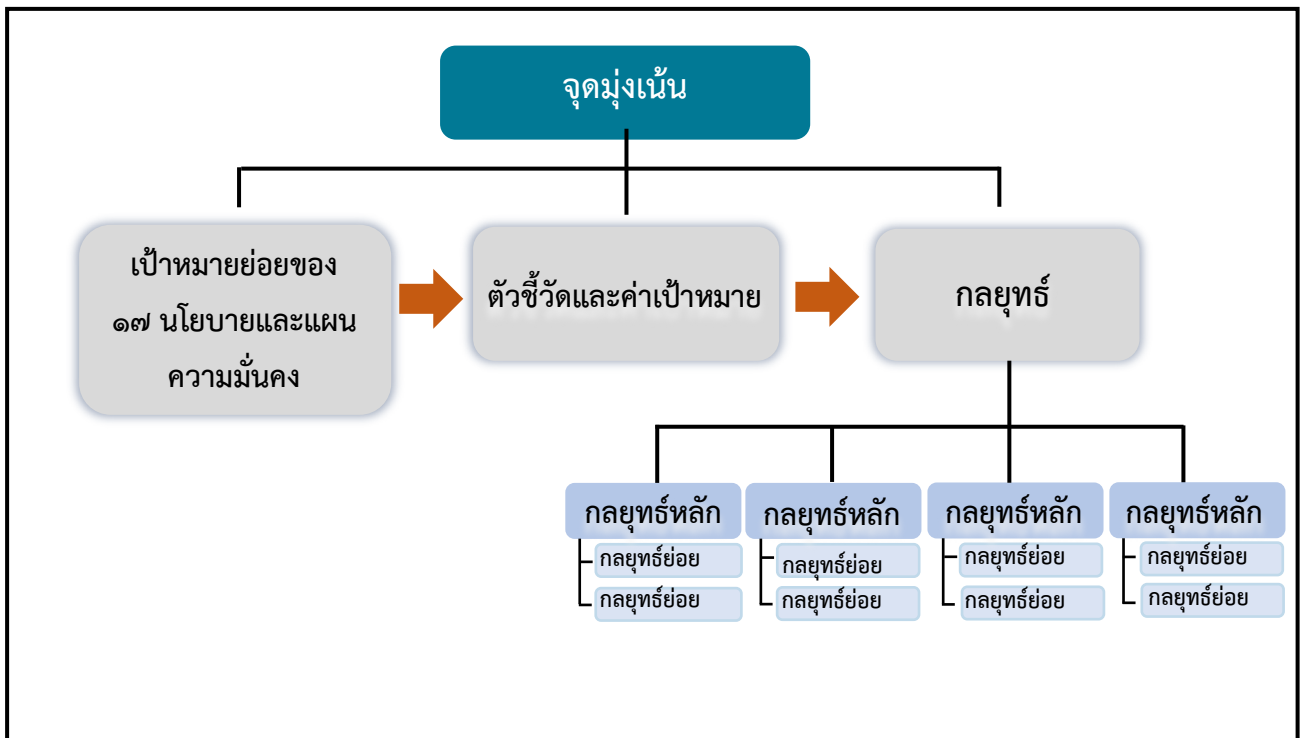 จุดมุ่งเน้น
เป้าหมายย่อยของ
๑๗ นโยบายและแผน
ความมั่นคง
ตัวชี้วัดและค่าเป้าหมาย
กลยุทธ์
กลยุทธ์หลัก
กลยุทธ์ย่อย
กลยุทธ์ย่อย
กลยุทธ์หลัก
กลยุทธ์ย่อย
กลยุทธ์ย่อย
กลยุทธ์หลัก
กลยุทธ์ย่อย
กลยุทธ์ย่อย
กลยุทธ์หลัก
กลยุทธ์ย่อย
กลยุทธ์ย่อย